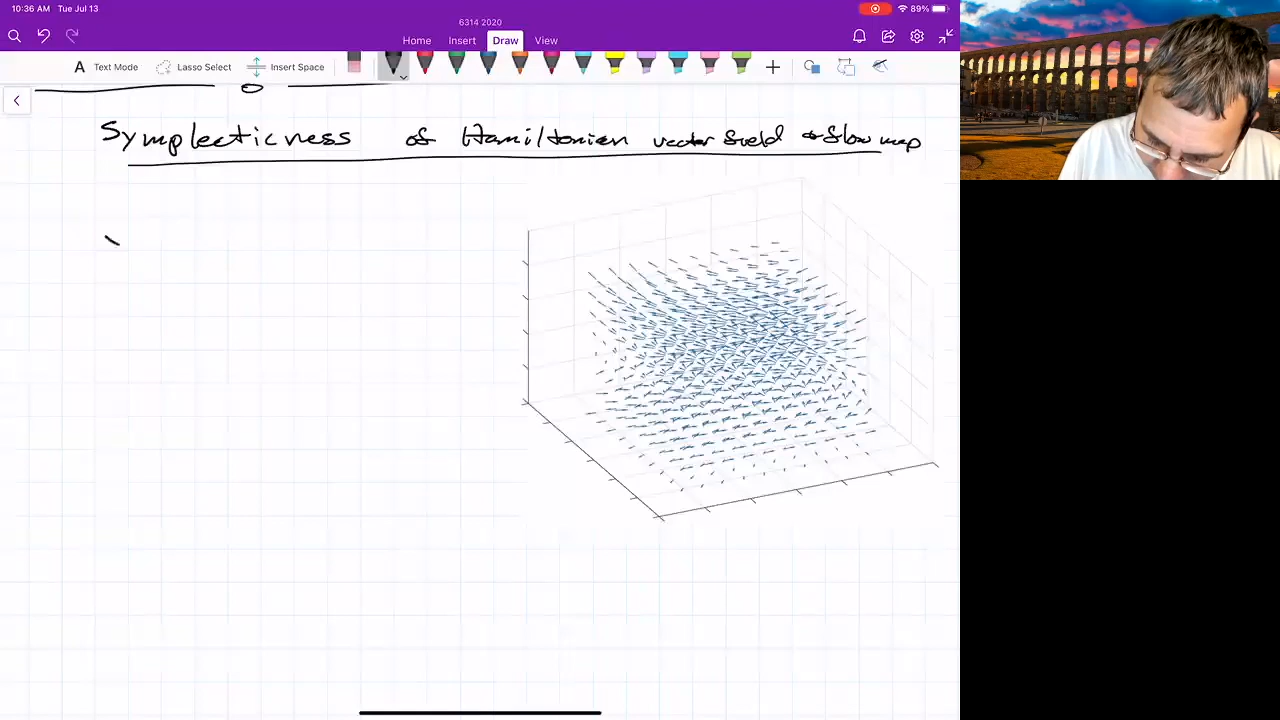 10:36 AM Tue Jul 13
89%
6314 2020
Home Insert Draw View
A Text Mode Lasso Select Insert Space
Symplecticness of Hamiltonian vector field & flow map